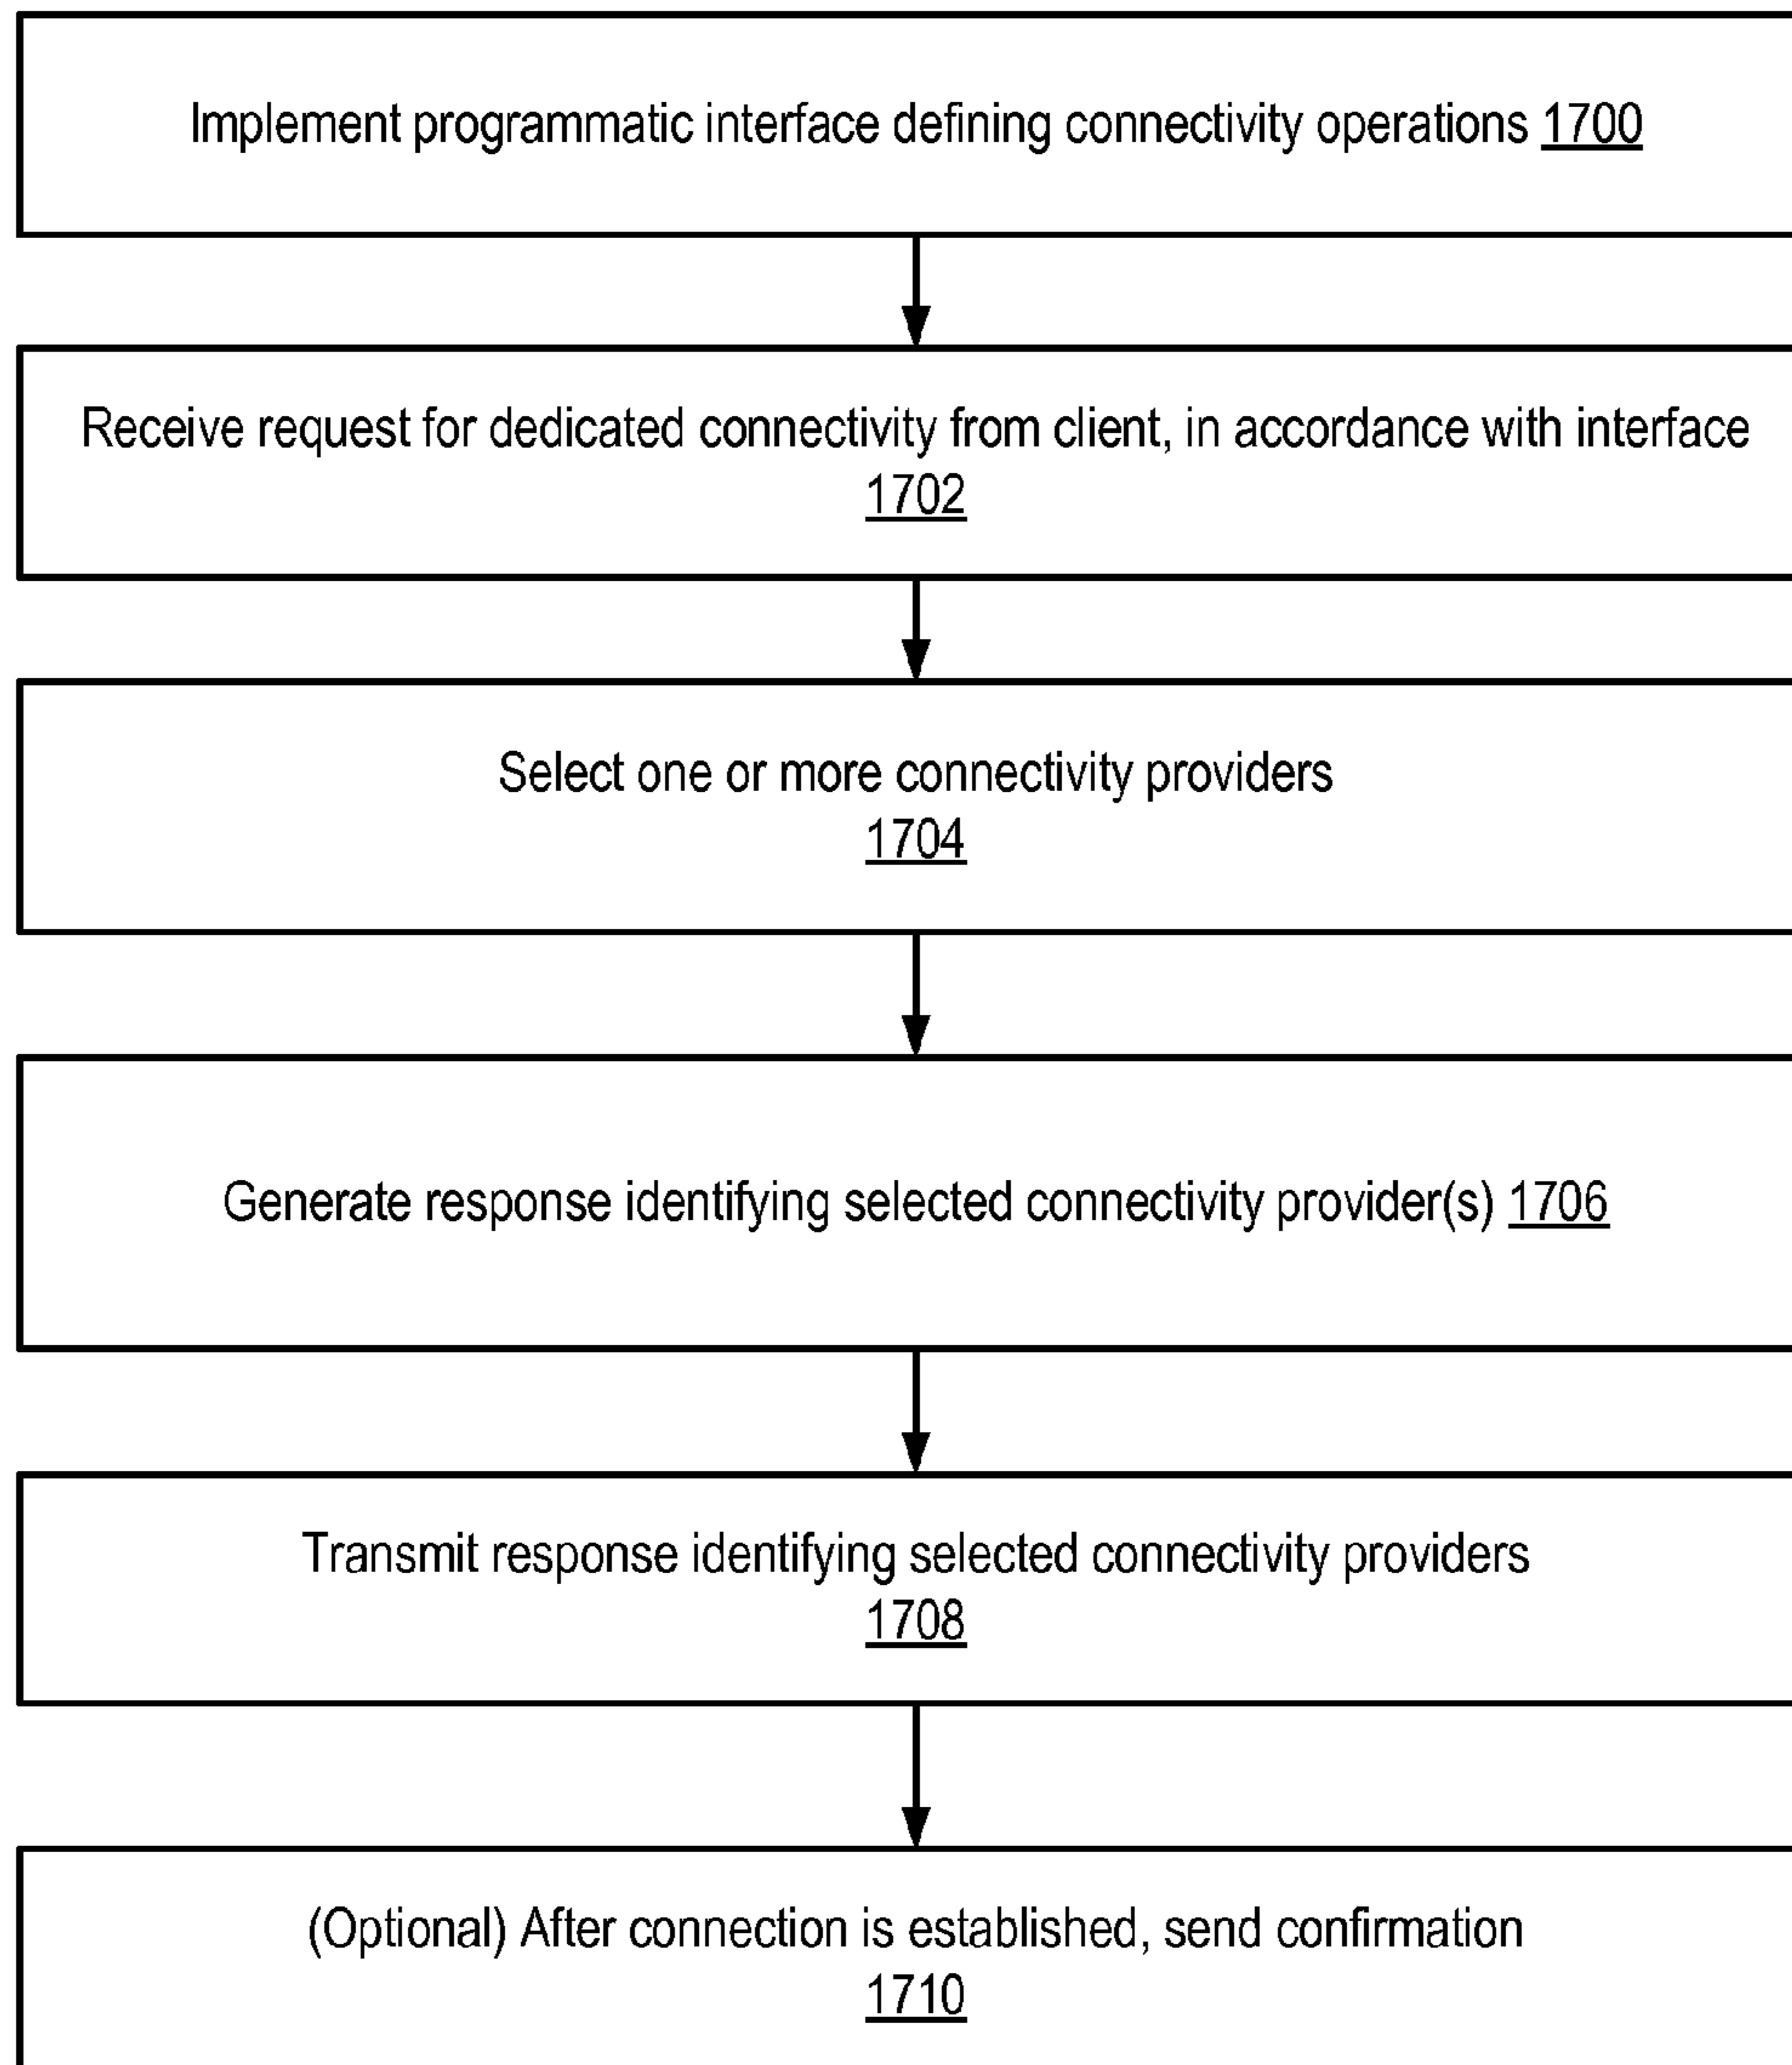 Implement programmatic interface defining connectivity operations 1700
Receive request for dedicated connectivity from client, in accordance with interface
1702
Select one or more connectivity providers
1704
Generate response identifying selected connectivity provider(s) 1706
Transmit response identifying selected connectivity providers
1708
(Optional) After connection is established, send confirmation
1710